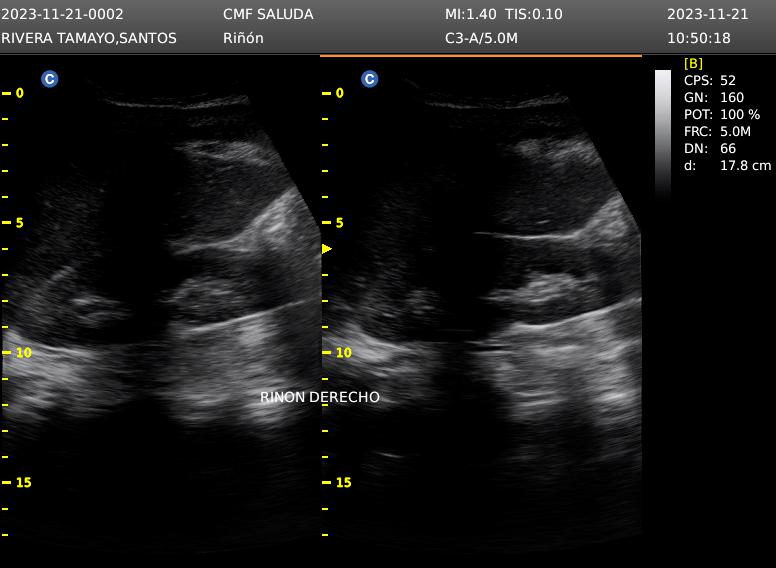 2023-11-21-0002 CMF SALUDA MI:1.40 TIS:0.10 2023-11-21
RIVERA TAMAYO,SANTOS Riñón C3-A/5.0M 10:50:18
C C
[B]
0 0
CPS: 52
GN: 160
POT: 100 %
FRC: 5.0M
DN: 66
d: 17.8 cm
5 5
10 10
RINON DERECHO
15 15